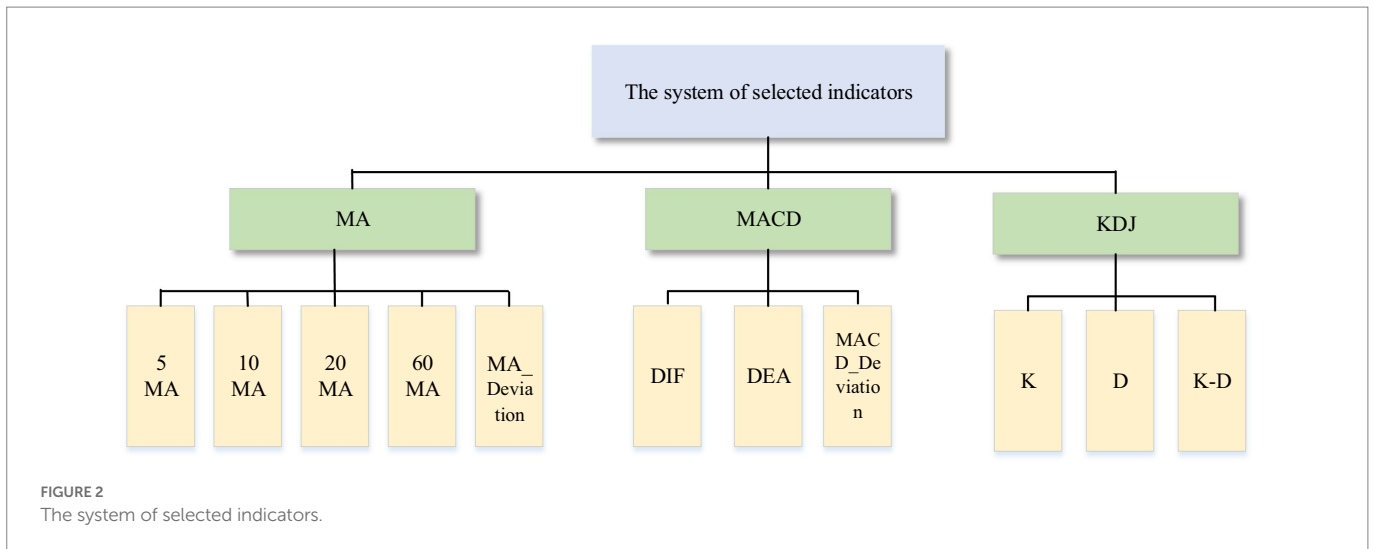 The system of selected indicators
MA
MACD
KDJ
5
MA
10
MA
20
MA
60
MA
MA_
Devia
tion
DIF
DEA
MAC
D_De
viatio
n
K
D
K-D
FIGURE 2
The system of selected indicators.